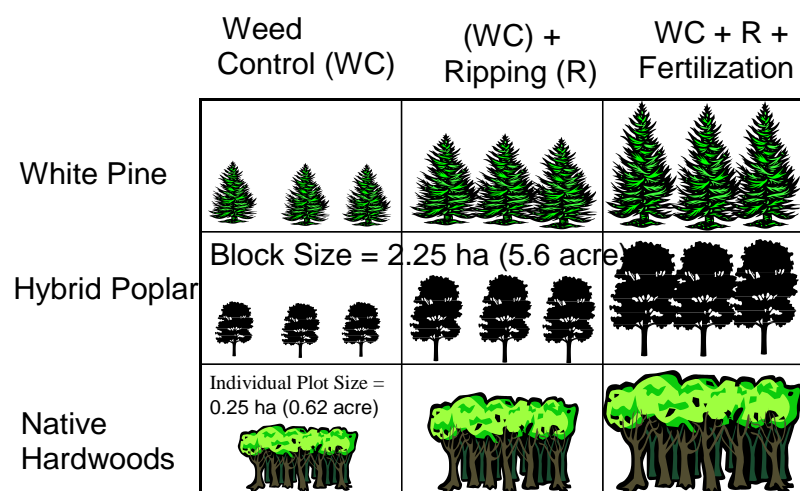 Weed
Control (WC)
(WC) +
Ripping (R)
WC + R +
Fertilization
White Pine
Block Size = 2.25 ha (5.6 acre)
Hybrid Poplar
Individual Plot Size =
0.25 ha (0.62 acre)
Native
Hardwoods